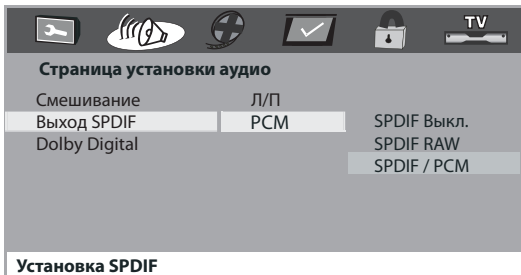 TV
Страница установки аудио
Смешивание Л/П
Выход SPDIF PCM SPDIF Выкл.
Dolby Digital SPDIF RAW
SPDIF / PCM
Установка SPDIF